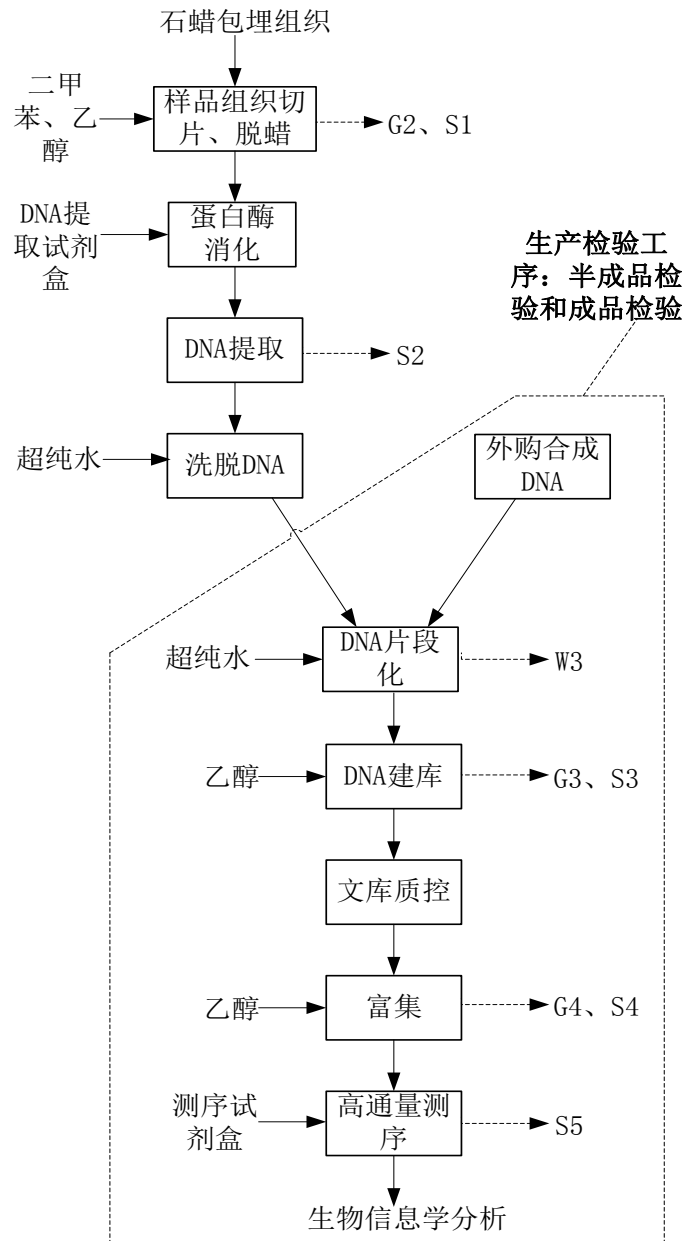 石蜡包埋组织
二甲
苯、乙
醇
样品组织切
片、脱蜡
G2、S1
DNA提
取试剂
盒
蛋白酶
消化
生产检验工
序：半成品检
验和成品检验
DNA提取
S2
超纯水
洗脱DNA
外购合成
DNA
超纯水
DNA片段
化
W3
乙醇
DNA建库
G3、S3
文库质控
乙醇
富集
G4、S4
测序试
剂盒
高通量测
序
S5
生物信息学分析